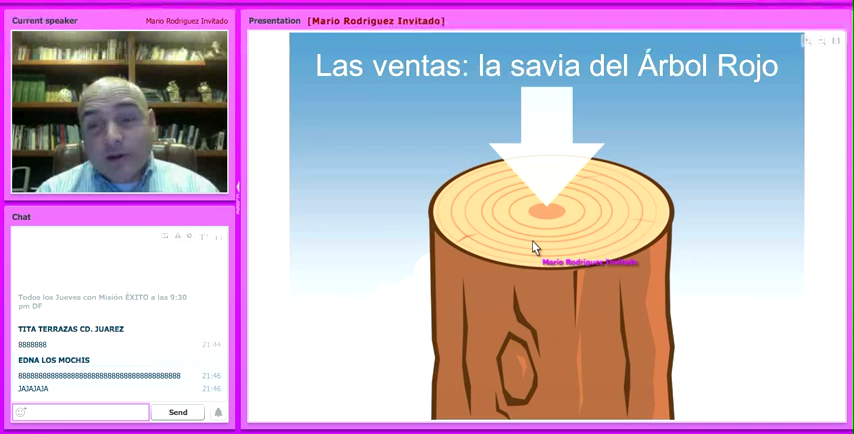 Current speaker
Mario Rodriguez Invitado
Presentation
[Mario Rodriguez Invitado]
Las ventas: la savia del Árbol Rojo
Mario Rodriguez Invitado
Chat
Todos los Jueves con Misión ÉXITO a las 9:30
pm DF
TITA TERRAZAS CD. JUAREZ
8888888 21:44
EDNA LOS MOCHIS
8888888888888888888888888888888888888888 21:46
JAJAJAJA 21:46
Send